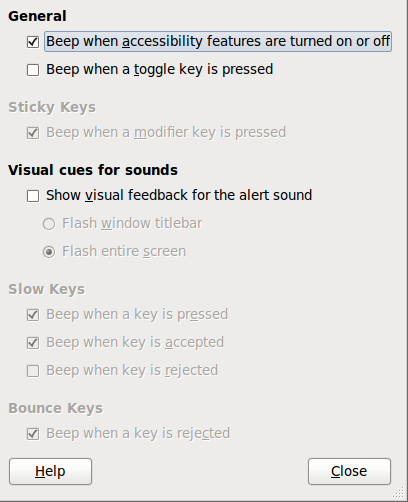 General
Beep when accessibility features are turned on or off
Beep when a toggle key is pressed
Sticky Keys
Beep when a modifier key is pressed
Visual cues for sounds
Show visual feedback for the alert sound
Flash window titlebar
Flash entire screen
Slow Keys
Beep when a key is pressed
Beep when key is accepted
Beep when key is rejected
Bounce Keys
Beep when a key is rejected
Help
Close